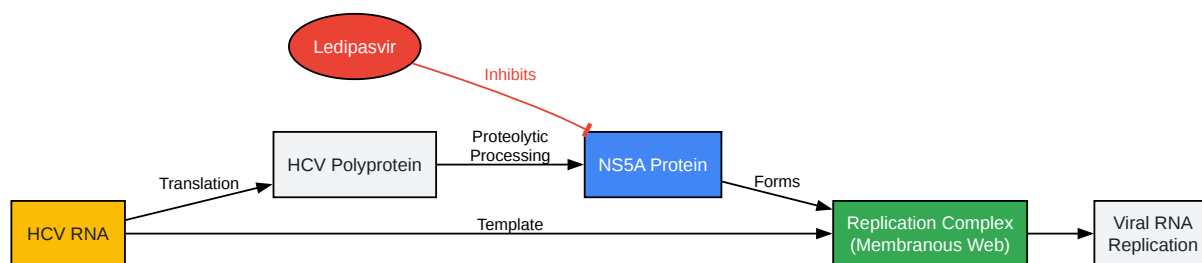 Ledipasvir
Inhibits
HCV Polyprotein
Proteolytic
Processing
NS5A Protein
Translation
Forms
HCV RNA
Template
Replication Complex
(Membranous Web)
Viral RNA
Replication